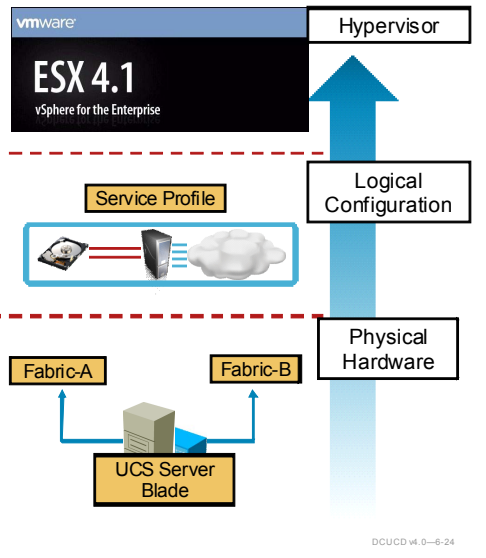 vmware
Hypervisor
ESX 4.1
vSphere for the Enterprise
Service Profile
Logical
Configuration
Physical
Hardware
Fabric-A
Fabric-B
UCS Server
Blade
DCUCD v4.0—6-24